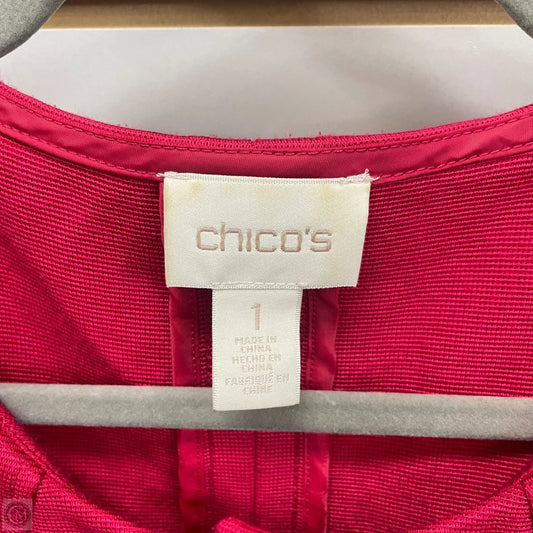 chico's
1
MADE IN
CHINA
HECHO EN
CHINA
FABRIQUÉ EN
CHINE